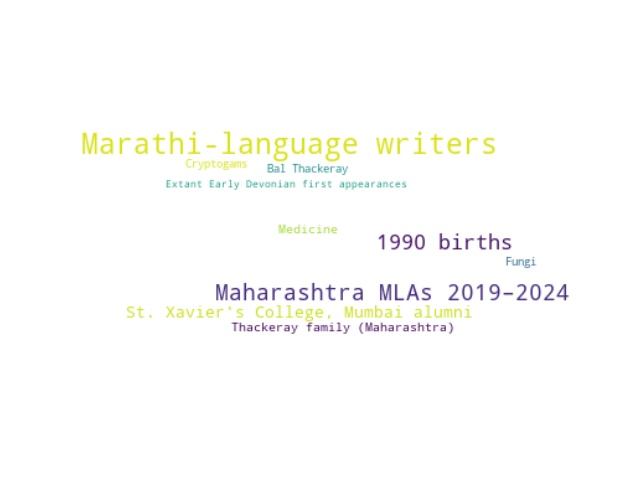 Marathi-language writers
Cryptogams
Bal Thackeray
Extant Early Devonian first appearances
Medicine
1990 births
Fungi
Maharashtra MLAs 2019–2024
St. Xavier's College, Mumbai alumni
Thackeray family (Maharashtra)